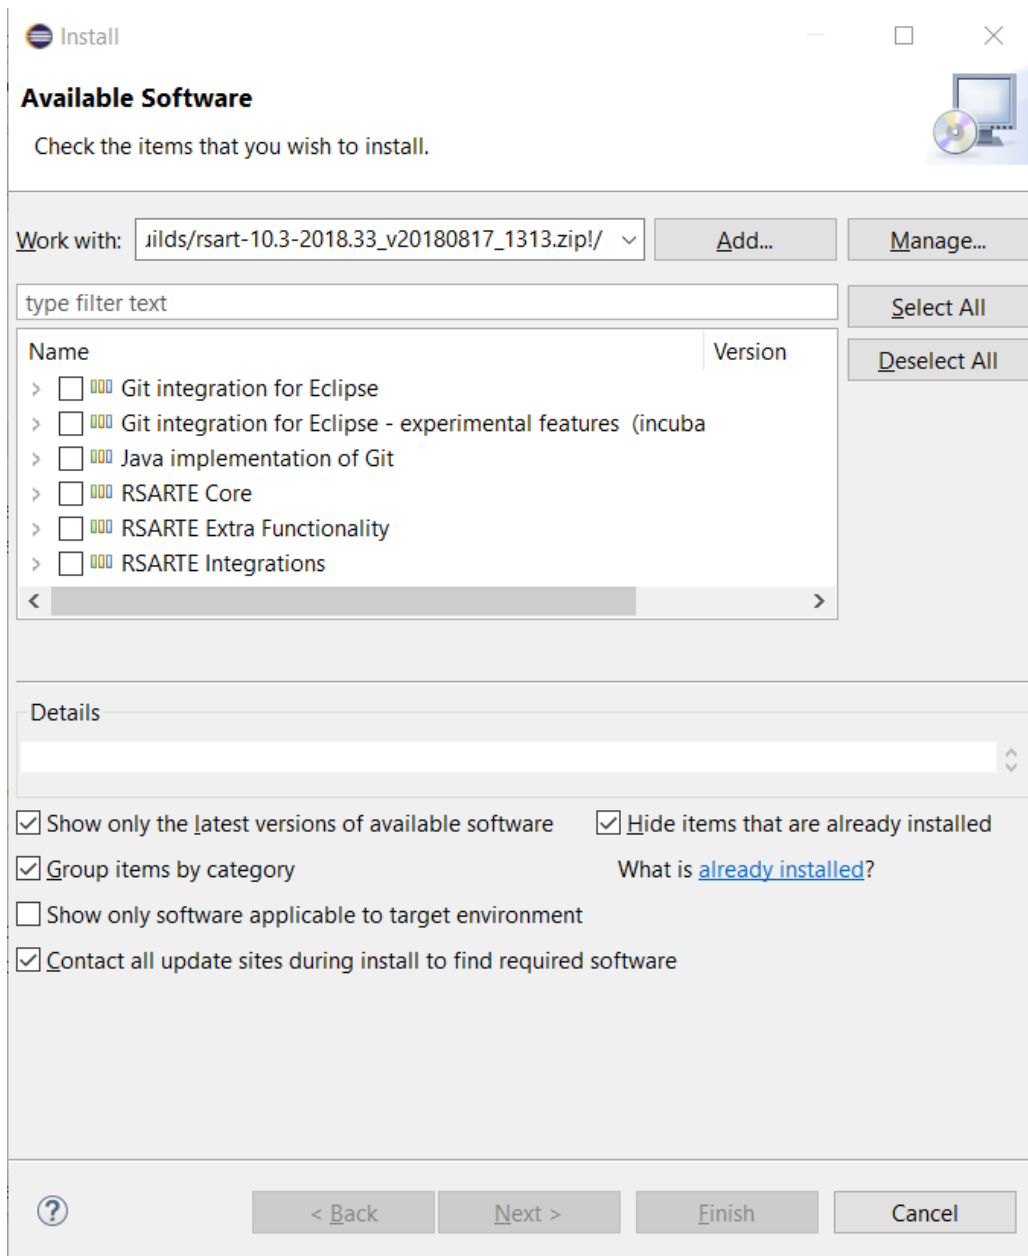 Install
Available Software
Check the items that you wish to install.
Work with: uilds/rsart-10.3-2018.33_v20180817_1313.zip!/ Add... Manage...
type filter text Select All
Name Version Deselect All
Git integration for Eclipse
Git integration for Eclipse - experimental features (incuba
Java implementation of Git
RSARTE Core
RSARTE Extra Functionality
RSARTE Integrations
Details
Show only the latest versions of available software Hide items that are already installed
Group items by category What is already installed?
Show only software applicable to target environment
Contact all update sites during install to find required software
? < Back Next > Finish Cancel